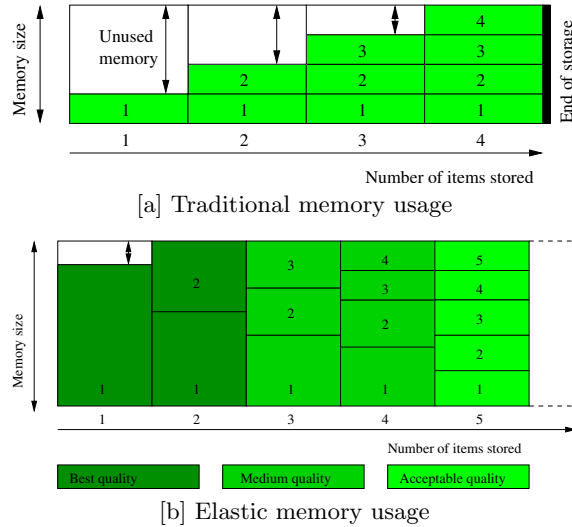 Memory size
Unused
memory
4
3
3
2
2
2
1
1
1
1
End of storage
1
2
3
4
Number of items stored
[a] Traditional memory usage
Memory size
5
4
3
4
2
3
3
2
2
2
1
1
1
1
1
1
2
3
4
5
Number of items stored
Best quality
Medium quality
Acceptable quality
[b] Elastic memory usage